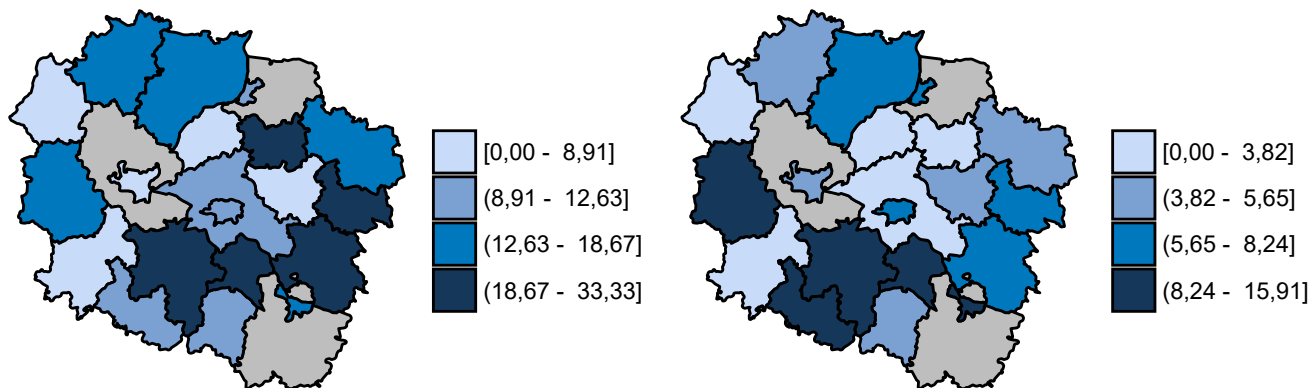 [0,00 - 8,91]
(8,91 - 12,63]
(12,63 - 18,67]
(18,67 - 33,33]
[0,00 - 3,82]
(3,82 - 5,65]
(5,65 - 8,24]
(8,24 - 15,91]